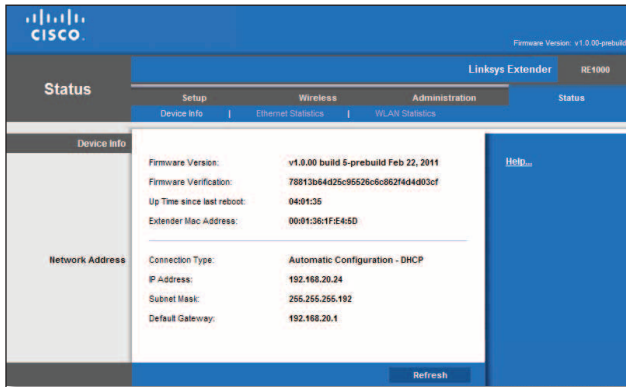 CISCO.
Firmware Version: v1.0.00-prebuild
Linksys Extender RE1000
Status
Setup Wireless Administration Status
Device Info | Ethernet Statistics | WLAN Statistics
Device Info
Firmware Version: v1.0.00 build 5-prebuild Feb 22, 2011
Help...
Firmware Verification: 78813b64d25c95526c6c862f4d4d03cf
Up Time since last reboot: 04:01:35
Extender Mac Address: 00:01:36:1F:E4:5D
Network Address
Connection Type: Automatic Configuration - DHCP
IP Address: 192.168.20.24
Subnet Mask: 255.255.255.192
Default Gateway: 192.168.20.1
Refresh